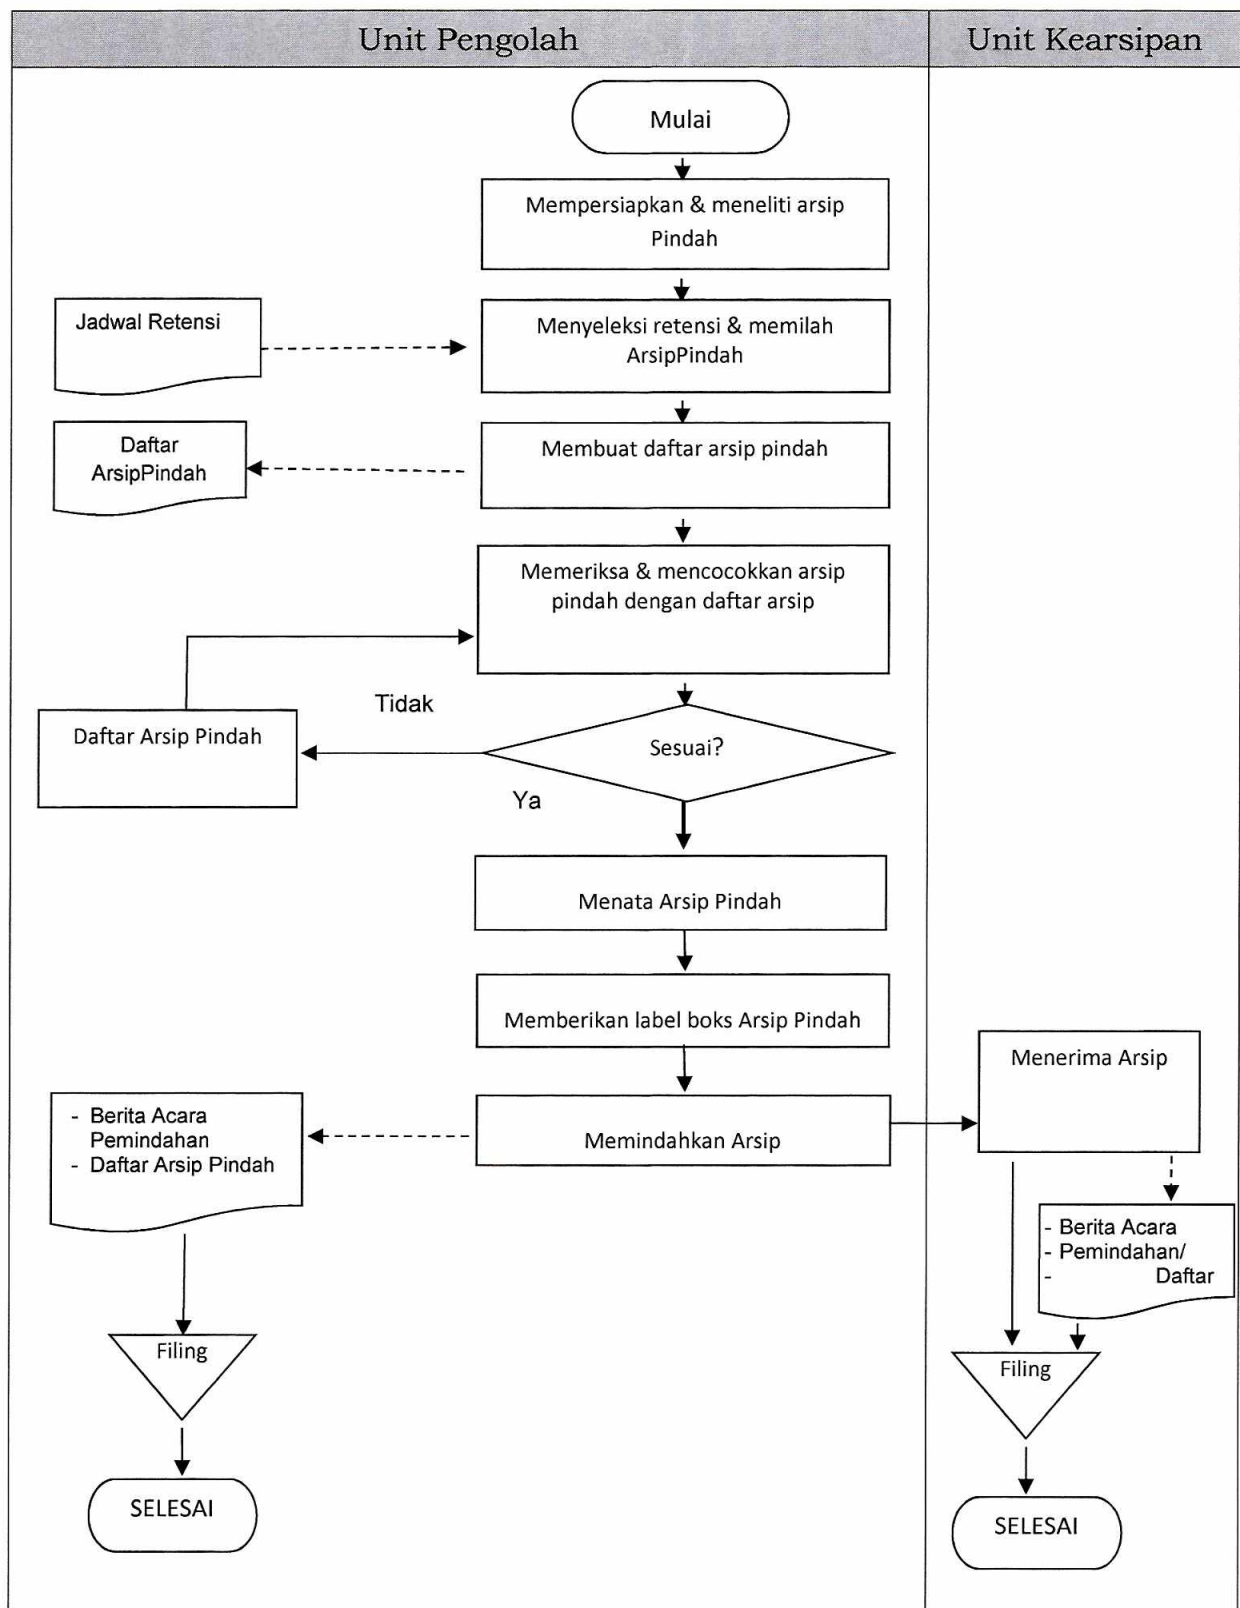 Unit Pengolah
Unit Kearsipan
Mulai
Mempersiapkan & meneliti arsip
Pindah
Jadwal Retensi
Menyeleksi retensi & memilah
ArsipPindah
Daftar
ArsipPindah
Membuat daftar arsip pindah
Memeriksa & mencocokkan arsip
pindah dengan daftar arsip
Tidak
Daftar Arsip Pindah
Sesuai?
Ya
Menata Arsip Pindah
Memberikan label boks Arsip Pindah
Menerima Arsip
- Berita Acara
Pemindahan
- Daftar Arsip Pindah
Memindahkan Arsip
- Berita Acara
- Pemindahan/
- Daftar
Filing
Filing
SELESAI
SELESAI